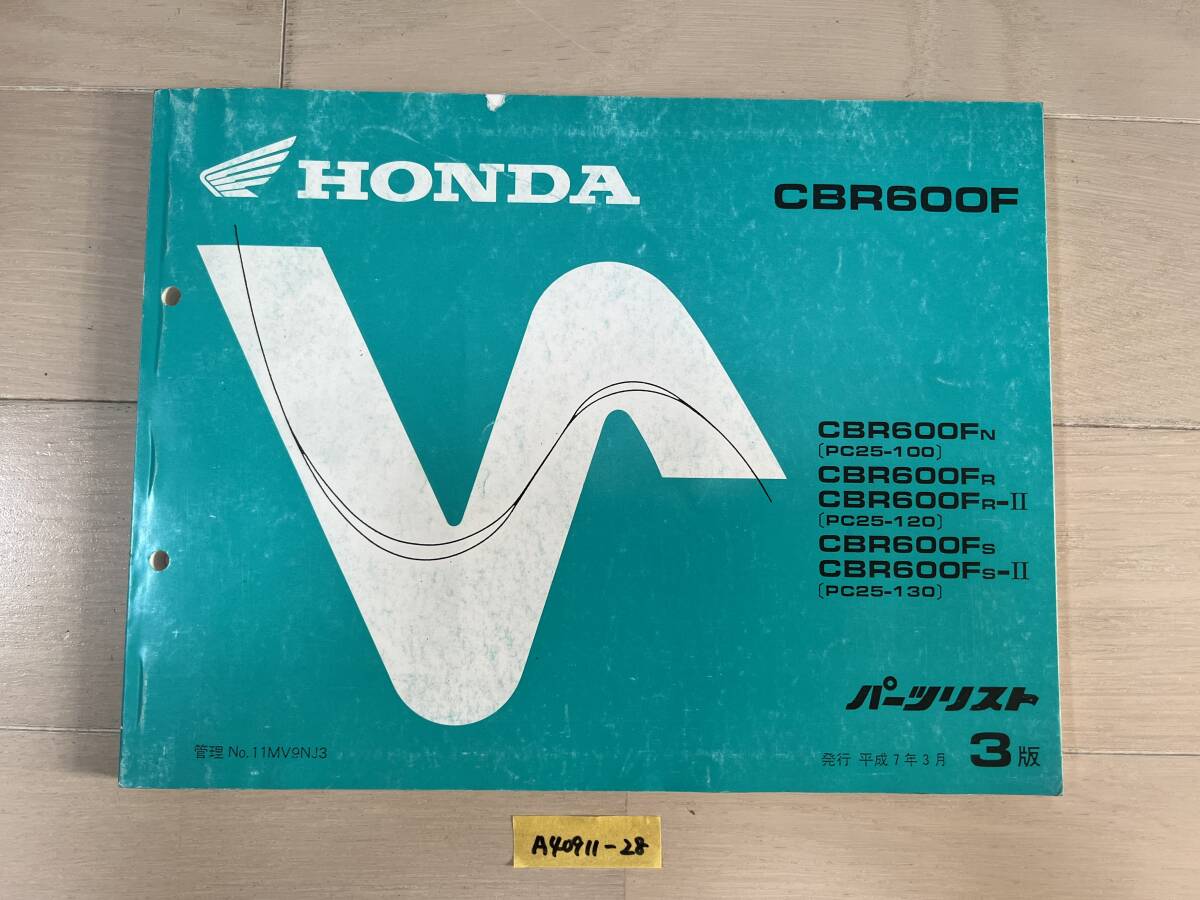 HONDA
CBR600F
CBR600FN
[PC25-100]
CBR600FR
CBR600FR-II
[PC25-120]
CBR600FS
CBR600FS-II
[PC25-130]
パーツリスト
管理 No.11MV9NJ3
発行 平成7年3月 3版
A40911-28